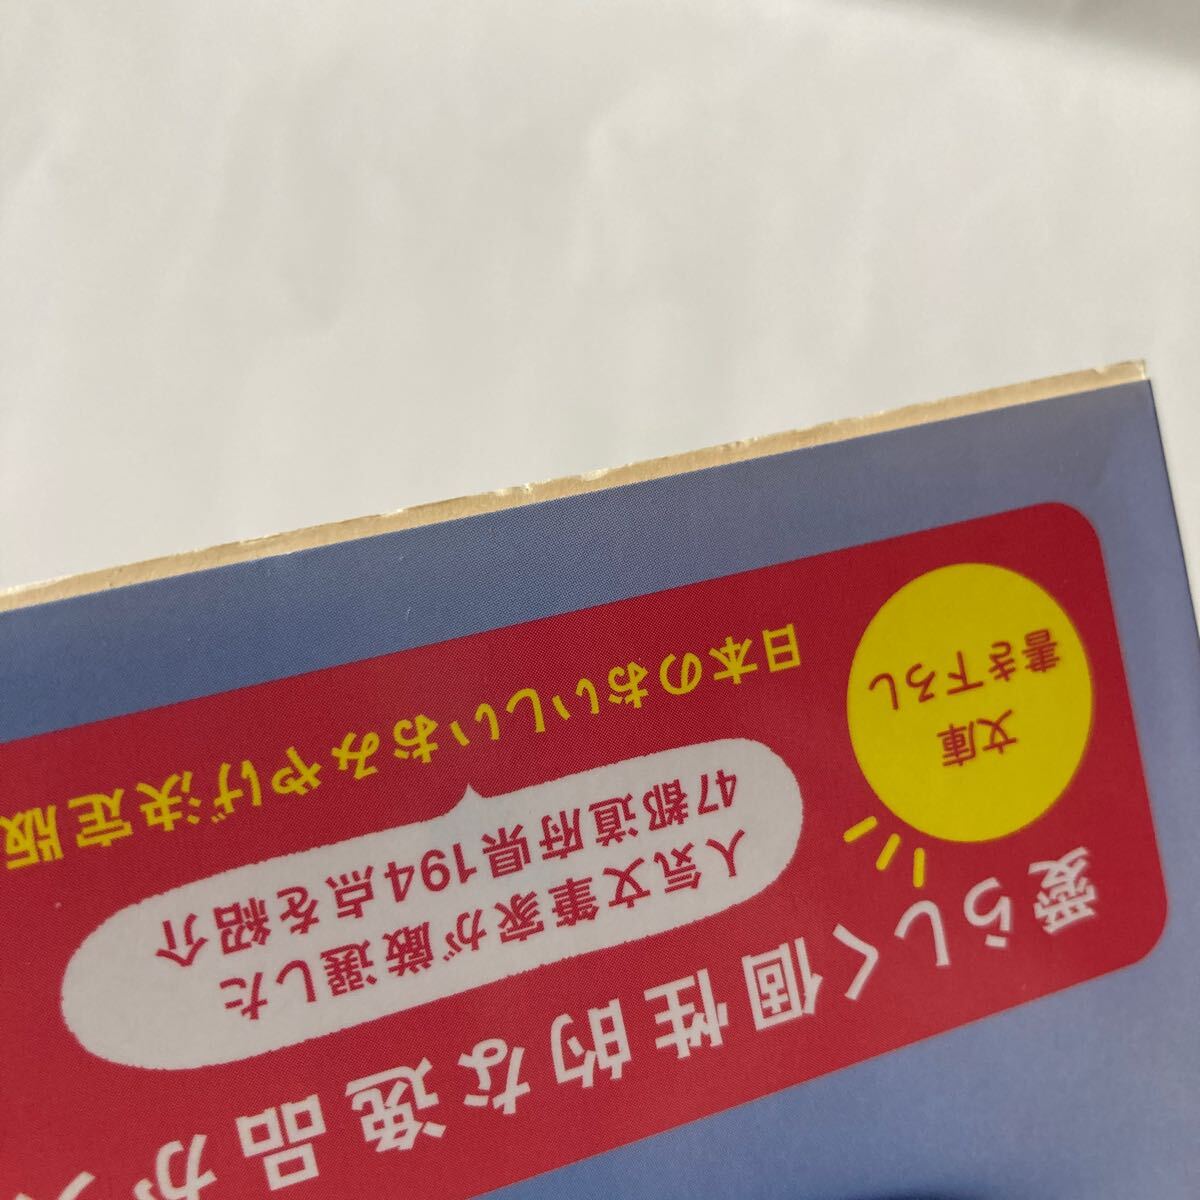 愛らしく個性的な逸品が
人気文筆家が厳選した
47都道府県194点を紹介
日本のおいしいおみやげ決定版
文庫
書き下ろし